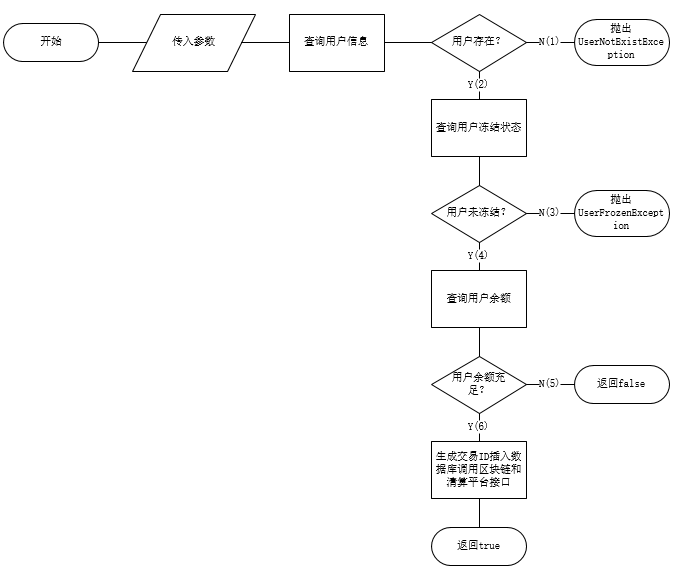 开始
传入参数
查询用户信息
用户存在？
N(1)
抛出
UserNotExistExce
ption
Y(2)
查询用户冻结状态
用户未冻结？
N(3)
抛出
UserFrozenExcept
ion
Y(4)
查询用户余额
用户余额充
足？
N(5)
返回false
Y(6)
生成交易ID插入数
据库调用区块链和
清算平台接口
返回true